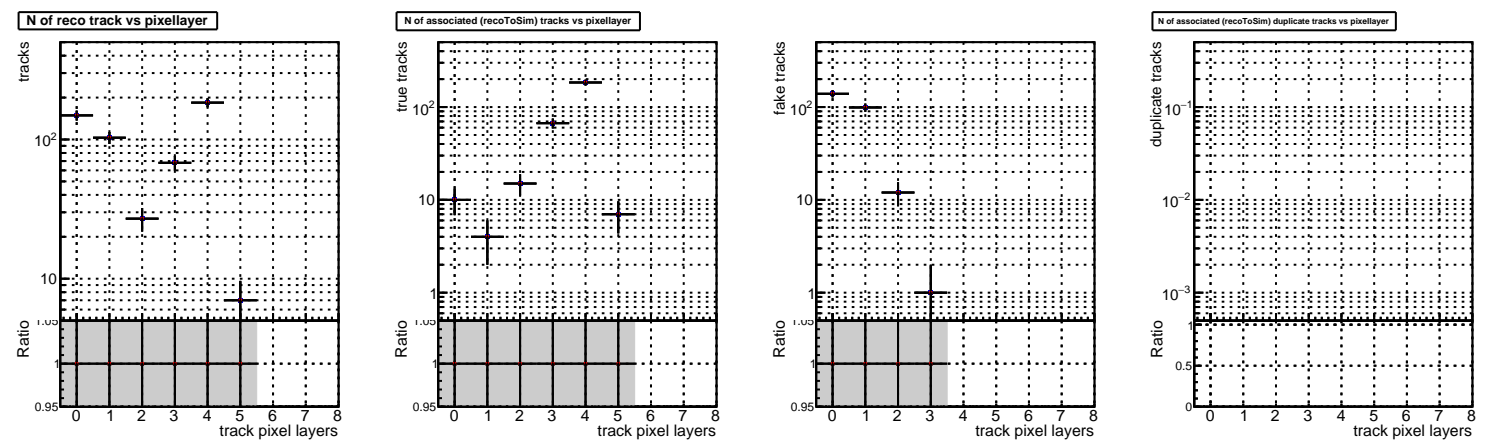 N of reco track vs pixellayer
tracks
10²
10
Ratio
1.05
1
0.95
0 1 2 3 4 5 6 7 8
track pixel layers
N of associated (recoToSim) tracks vs pixellayer
true tracks
10²
10
1
Ratio
1.05
1
0.95
0 1 2 3 4 5 6 7 8
track pixel layers
fake tracks
10²
10
1
Ratio
1.05
1
0.95
0 1 2 3 4 5 6 7 8
track pixel layers
N of associated (recoToSim) duplicate tracks vs pixellayer
duplicate tracks
10⁻¹
10⁻²
10⁻³
Ratio
1
0.5
0
0 1 2 3 4 5 6 7 8
track pixel layers